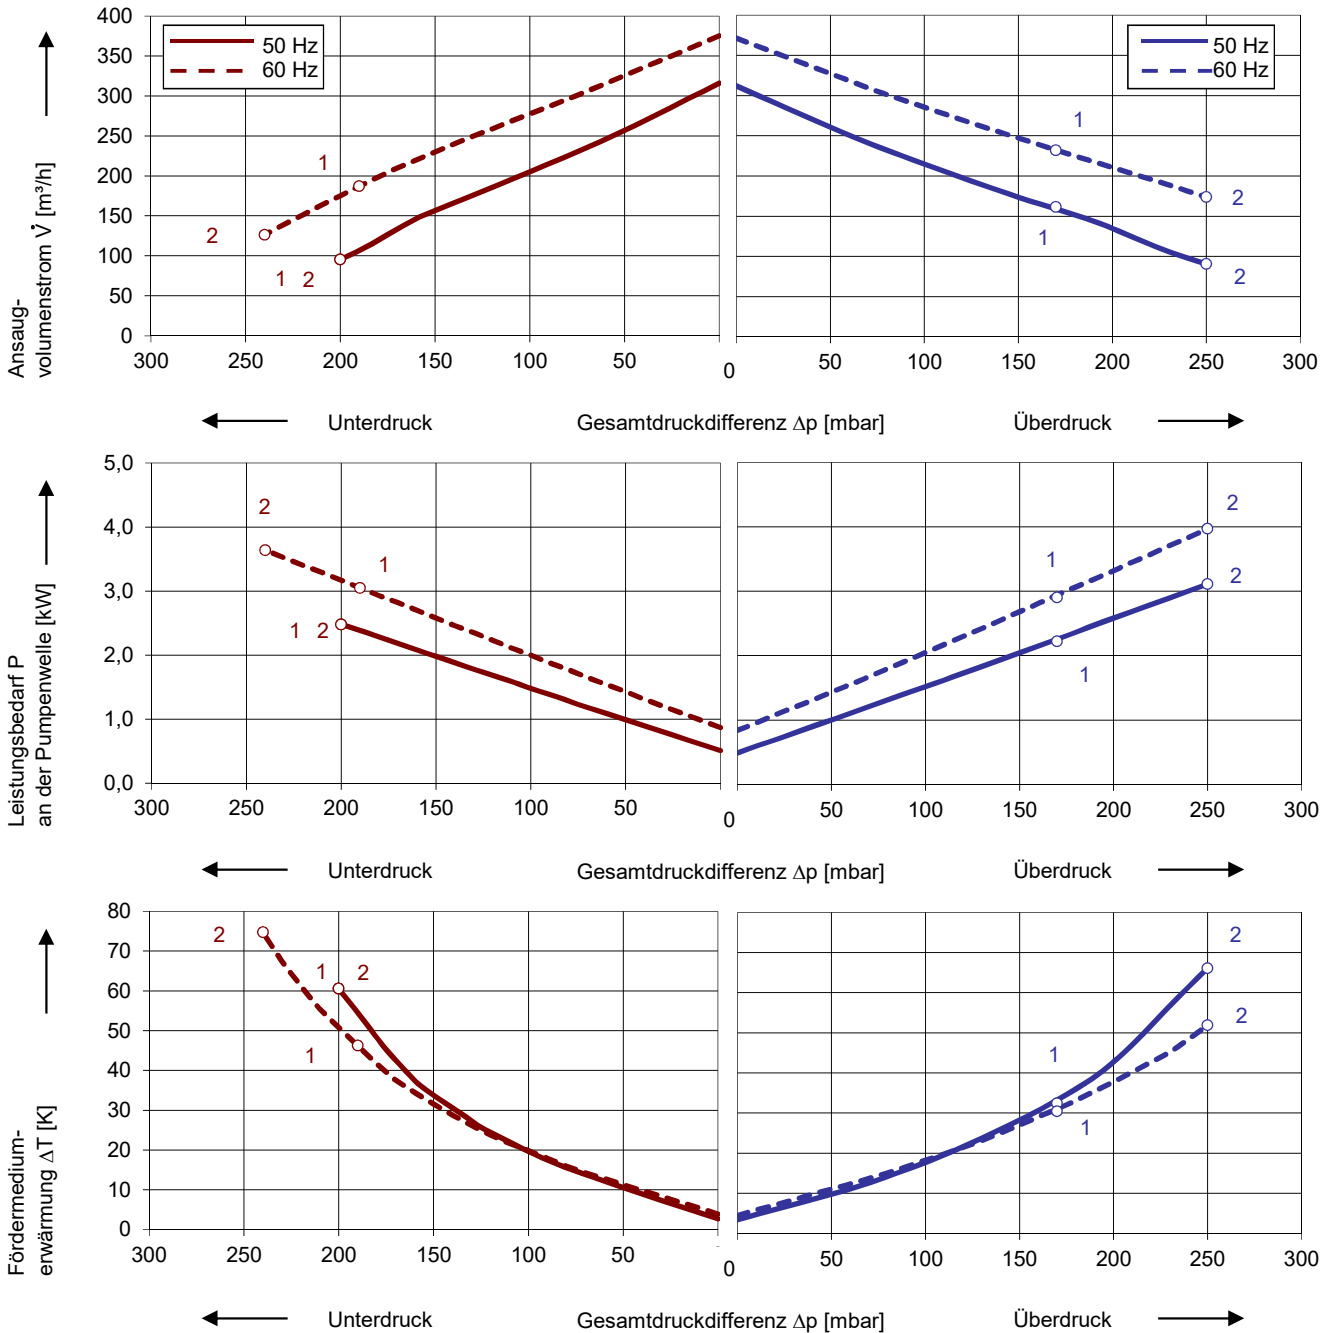 400
350
300
250
200
150
100
50
0
50 Hz
60 Hz
50 Hz
60 Hz
1
2
1 2
1
2
1
2
300 250 200 150 100 50 0 50 100 150 200 250 300
Ansaug-
volumenstrom V̇ [m³/h]
Unterdruck Gesamtdruckdifferenz Δp [mbar] Überdruck
5,0
4,0
3,0
2,0
1,0
0,0
2
1
1 2
2
1
2
1
300 250 200 150 100 50 0 50 100 150 200 250 300
Leistungsbedarf P
an der Pumpenwelle [kW]
Unterdruck Gesamtdruckdifferenz Δp [mbar] Überdruck
80
70
60
50
40
30
20
10
0
2
1 2
1
2
2
1
1
300 250 200 150 100 50 0 50 100 150 200 250 300
Fördermedium-
erwärmung ΔT [K]
Unterdruck Gesamtdruckdifferenz Δp [mbar] Überdruck